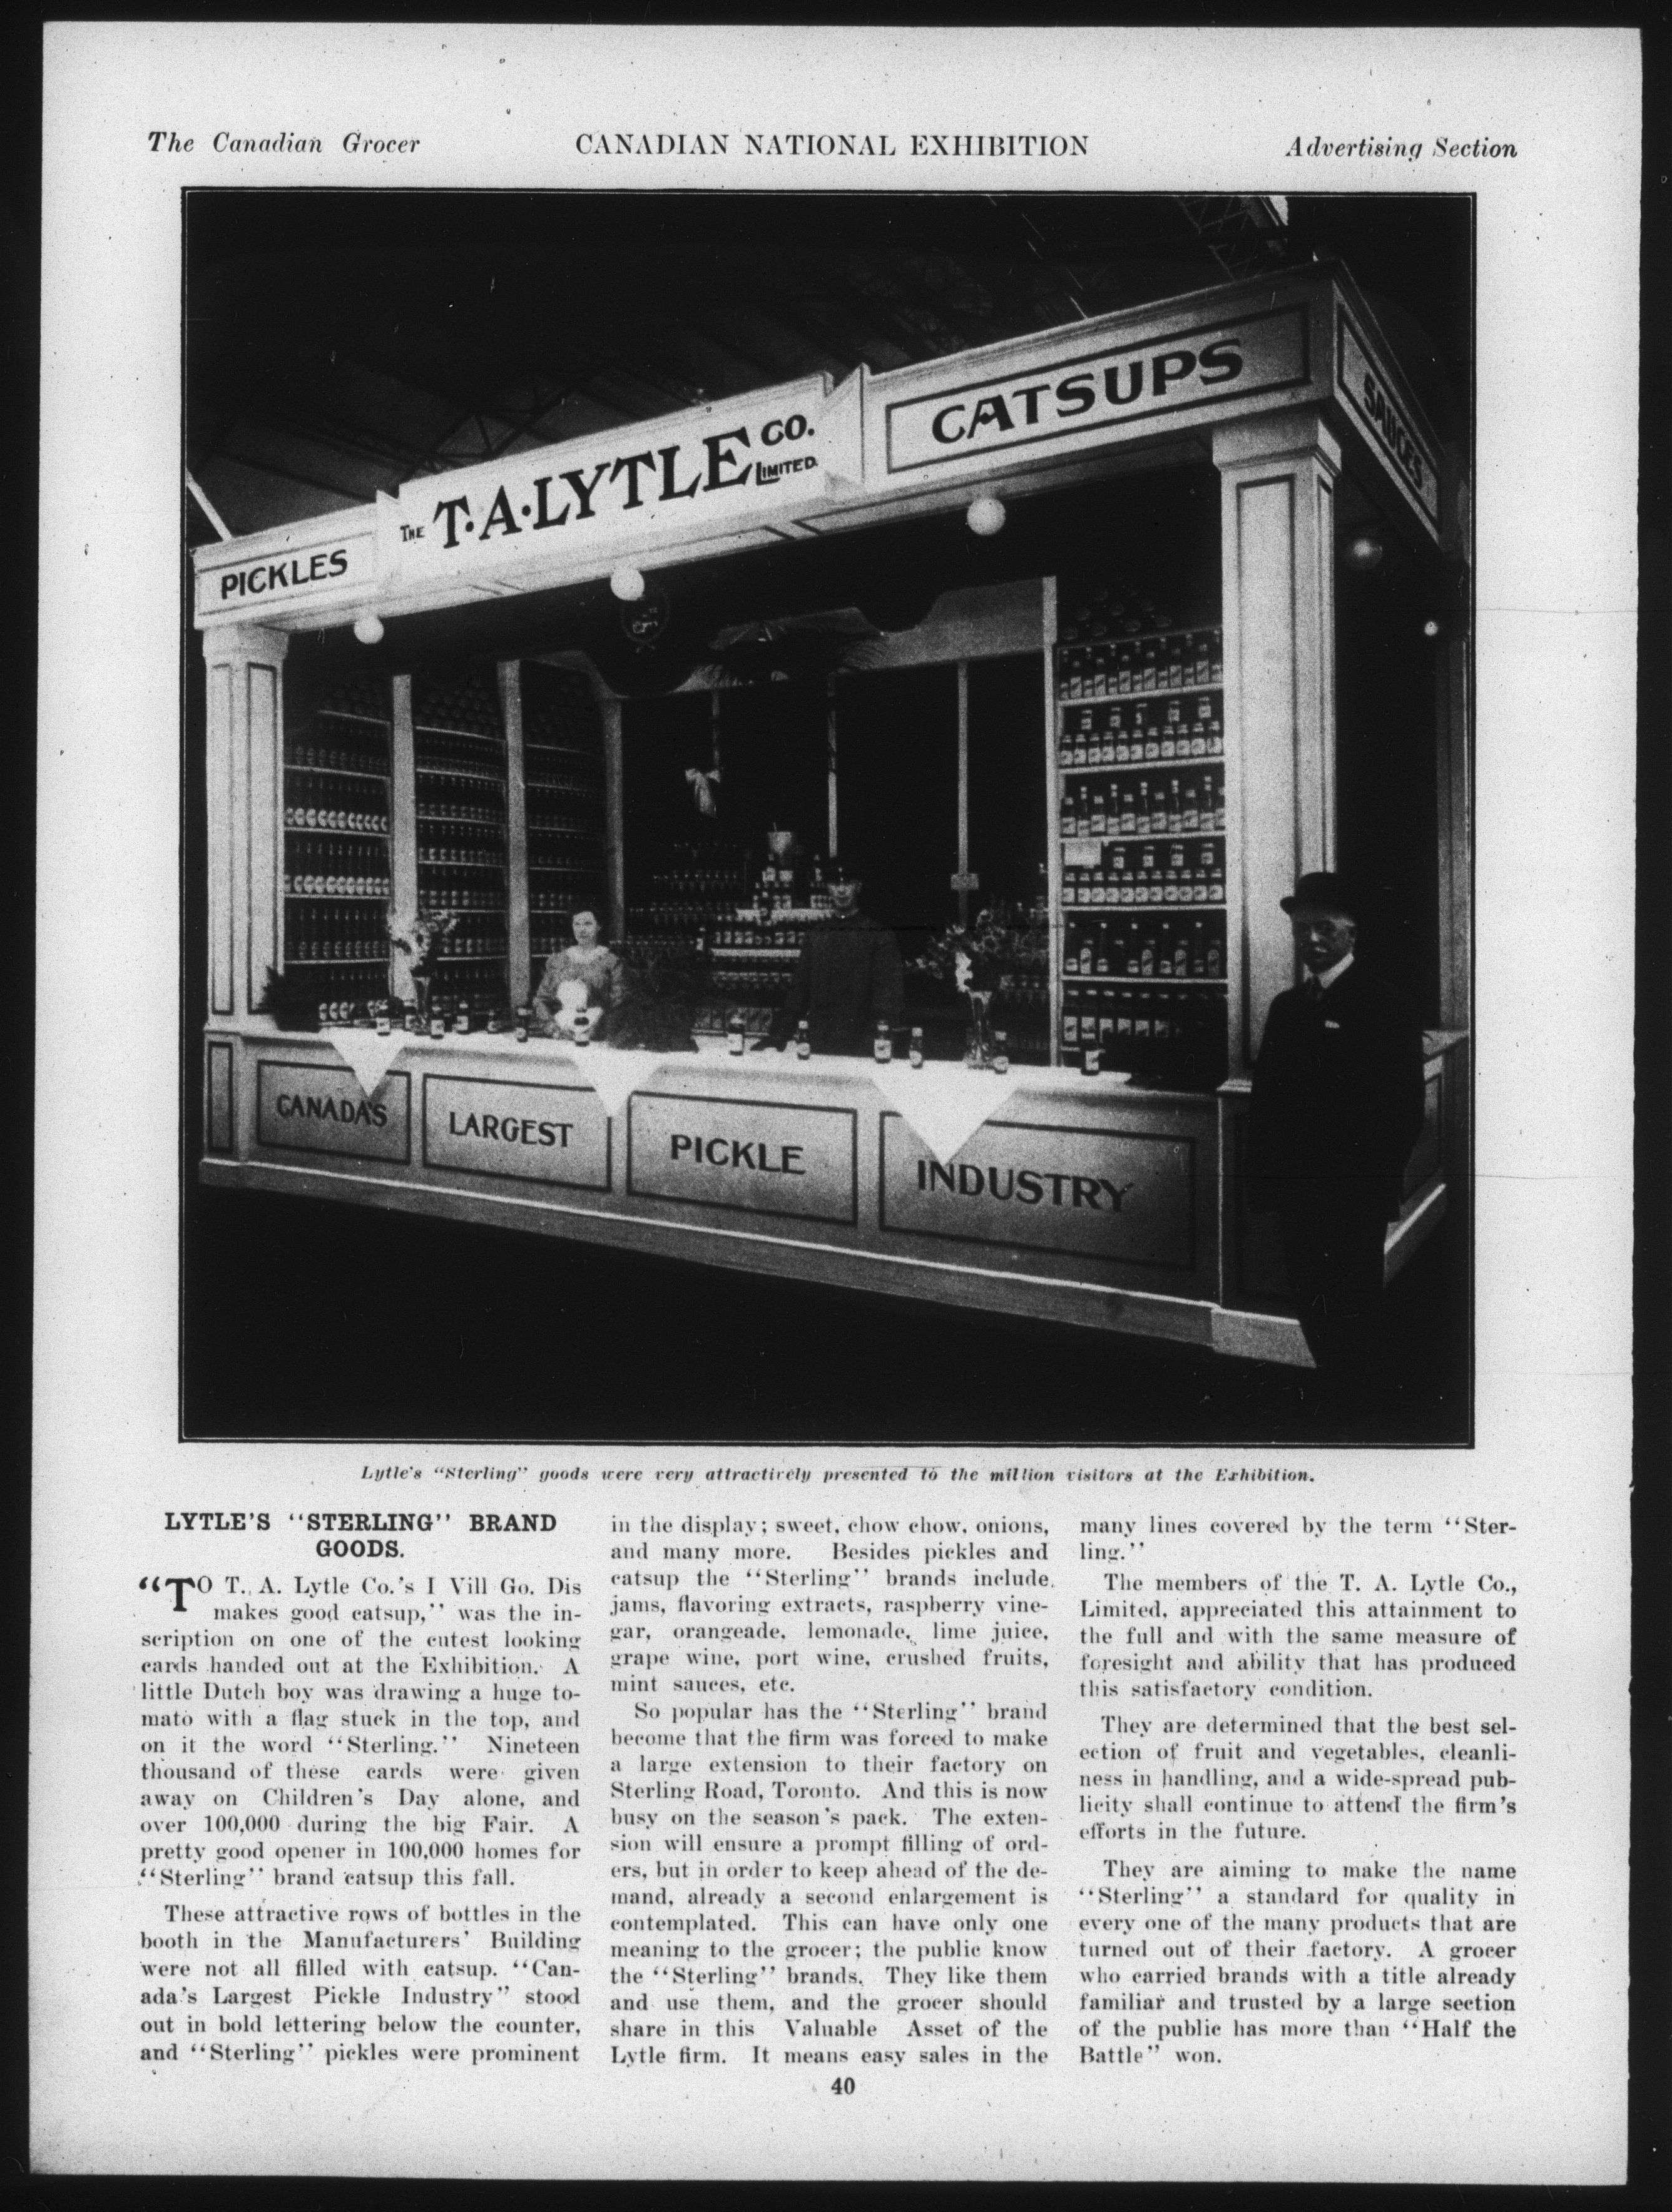 The Canadian Grocer
CANADIAN NATIONAL EXHIBITION
Advertising Section
PICKLES
THE T.A.LYTLE CO. LIMITED.
CATSUPS
SAUCES
CANADA'S
LARGEST
PICKLE
INDUSTRY
Lytle's "Sterling" goods were very attractively presented to the million visitors at the Exhibition.
LYTLE'S "STERLING" BRAND
GOODS.
"TO T. A. Lytle Co.'s I Vill Go. Dis
makes good catsup," was the in-
scription on one of the cutest looking
cards handed out at the Exhibition. A
little Dutch boy was drawing a huge to-
mato with a flag stuck in the top, and
on it the word "Sterling." Nineteen
thousand of these cards were given
away on Children's Day alone, and
over 100,000 during the big Fair. A
pretty good opener in 100,000 homes for
"Sterling" brand catsup this fall.
These attractive rows of bottles in the
booth in the Manufacturers' Building
were not all filled with catsup. "Can-
ada's Largest Pickle Industry" stood
out in bold lettering below the counter,
and "Sterling" pickles were prominent
in the display; sweet, chow chow, onions,
and many more. Besides pickles and
catsup the "Sterling" brands include
jams, flavoring extracts, raspberry vine-
gar, orangeade, lemonade, lime juice,
grape wine, port wine, crushed fruits,
mint sauces, etc.
So popular has the "Sterling" brand
become that the firm was forced to make
a large extension to their factory on
Sterling Road, Toronto. And this is now
busy on the season's pack. The exten-
sion will ensure a prompt filling of ord-
ers, but in order to keep ahead of the de-
mand, already a second enlargement is
contemplated. This can have only one
meaning to the grocer; the public know
the "Sterling" brands. They like them
and use them, and the grocer should
share in this Valuable Asset of the
Lytle firm. It means easy sales in the
many lines covered by the term "Ster-
ling."
The members of the T. A. Lytle Co.,
Limited, appreciated this attainment to
the full and with the same measure of
foresight and ability that has produced
this satisfactory condition.
They are determined that the best sel-
ection of fruit and vegetables, cleanli-
ness in handling, and a wide-spread pub-
licity shall continue to attend the firm's
efforts in the future.
They are aiming to make the name
"Sterling" a standard for quality in
every one of the many products that are
turned out of their factory. A grocer
who carried brands with a title already
familiar and trusted by a large section
of the public has more than "Half the
Battle" won.
40